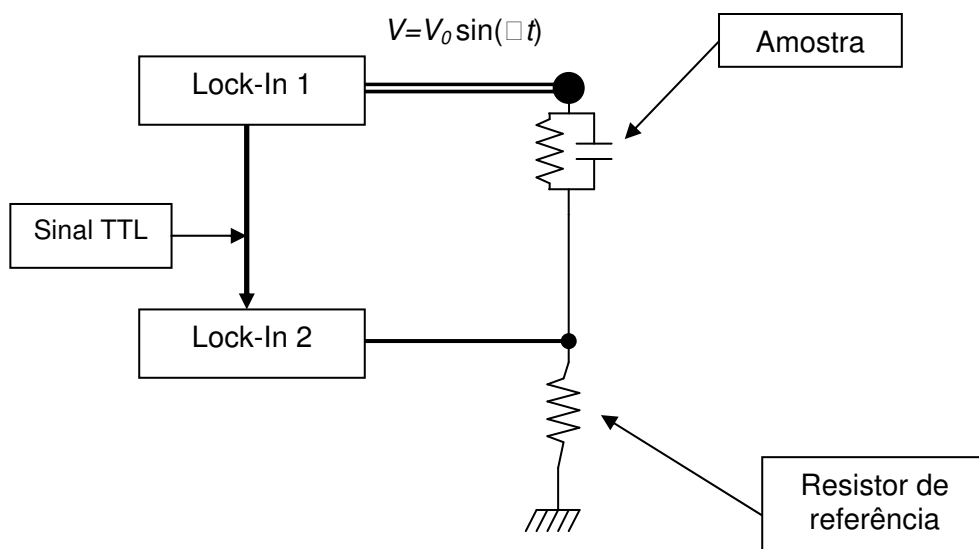 V=V0 sin(□t)
Amostra
Lock-In 1
Sinal TTL
Lock-In 2
Resistor de
referência